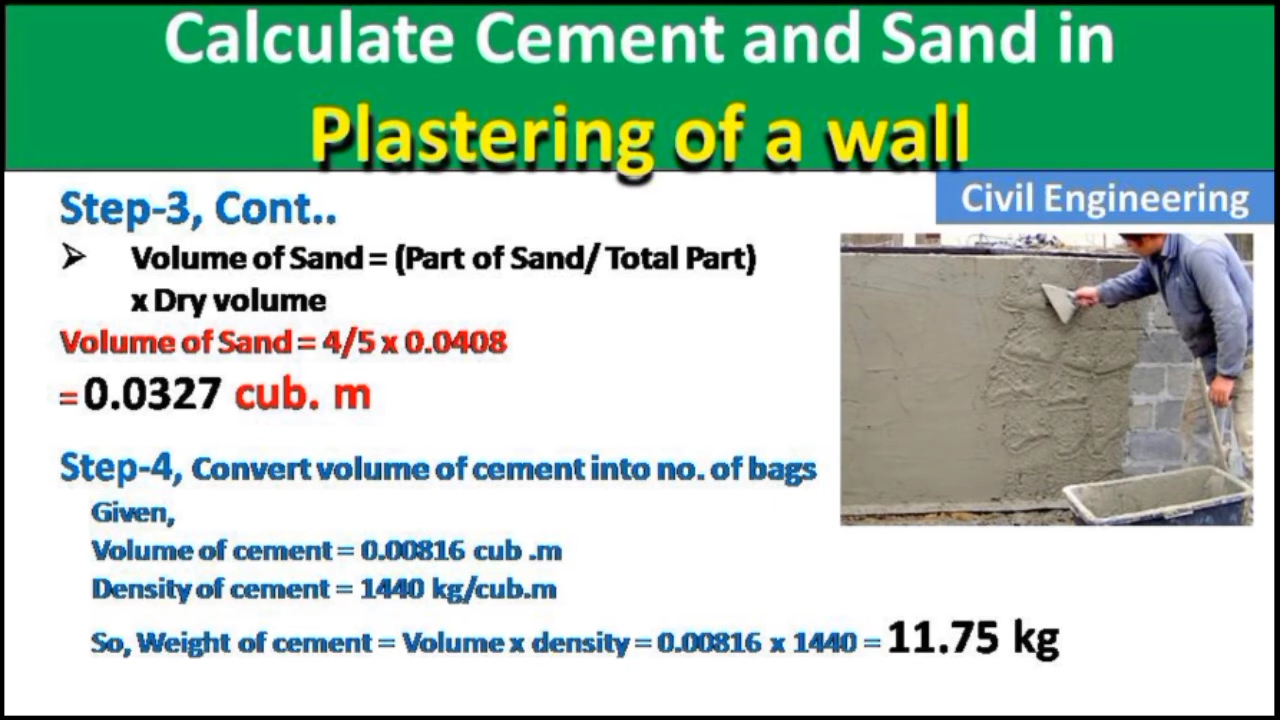 Calculate Cement and Sand in
Plastering of a wall
Civil Engineering
Step-3, Cont..
➢ Volume of Sand = (Part of Sand/ Total Part)
x Dry volume
Volume of Sand = 4/5 x 0.0408
= 0.0327 cub. m
Step-4, Convert volume of cement into no. of bags
Given,
Volume of cement = 0.00816 cub .m
Density of cement = 1440 kg/cub.m
So, Weight of cement = Volume x density = 0.00816 x 1440 = 11.75 kg